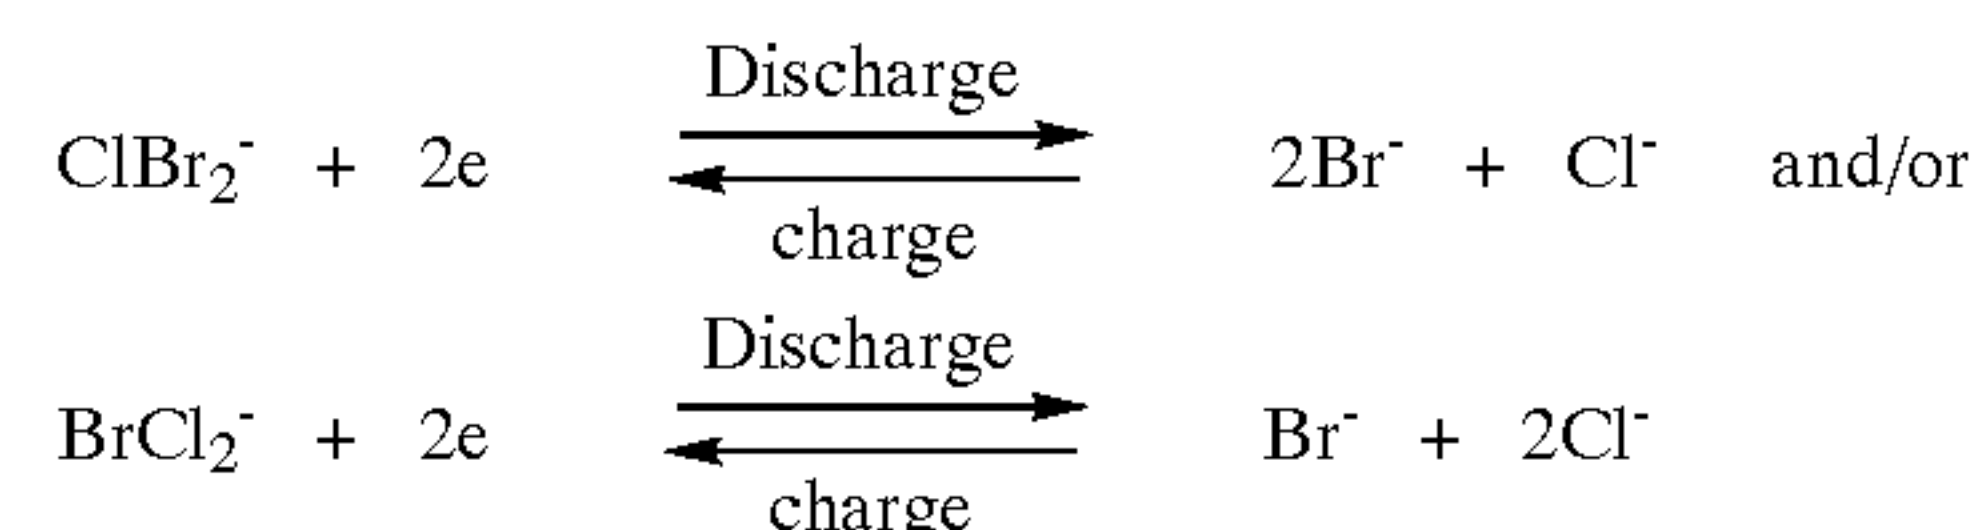 Discharge
ClBr₂⁻ + 2e 2Br⁻ + Cl⁻ and/or
charge
Discharge
BrCl₂⁻ + 2e Br⁻ + 2Cl⁻
charge